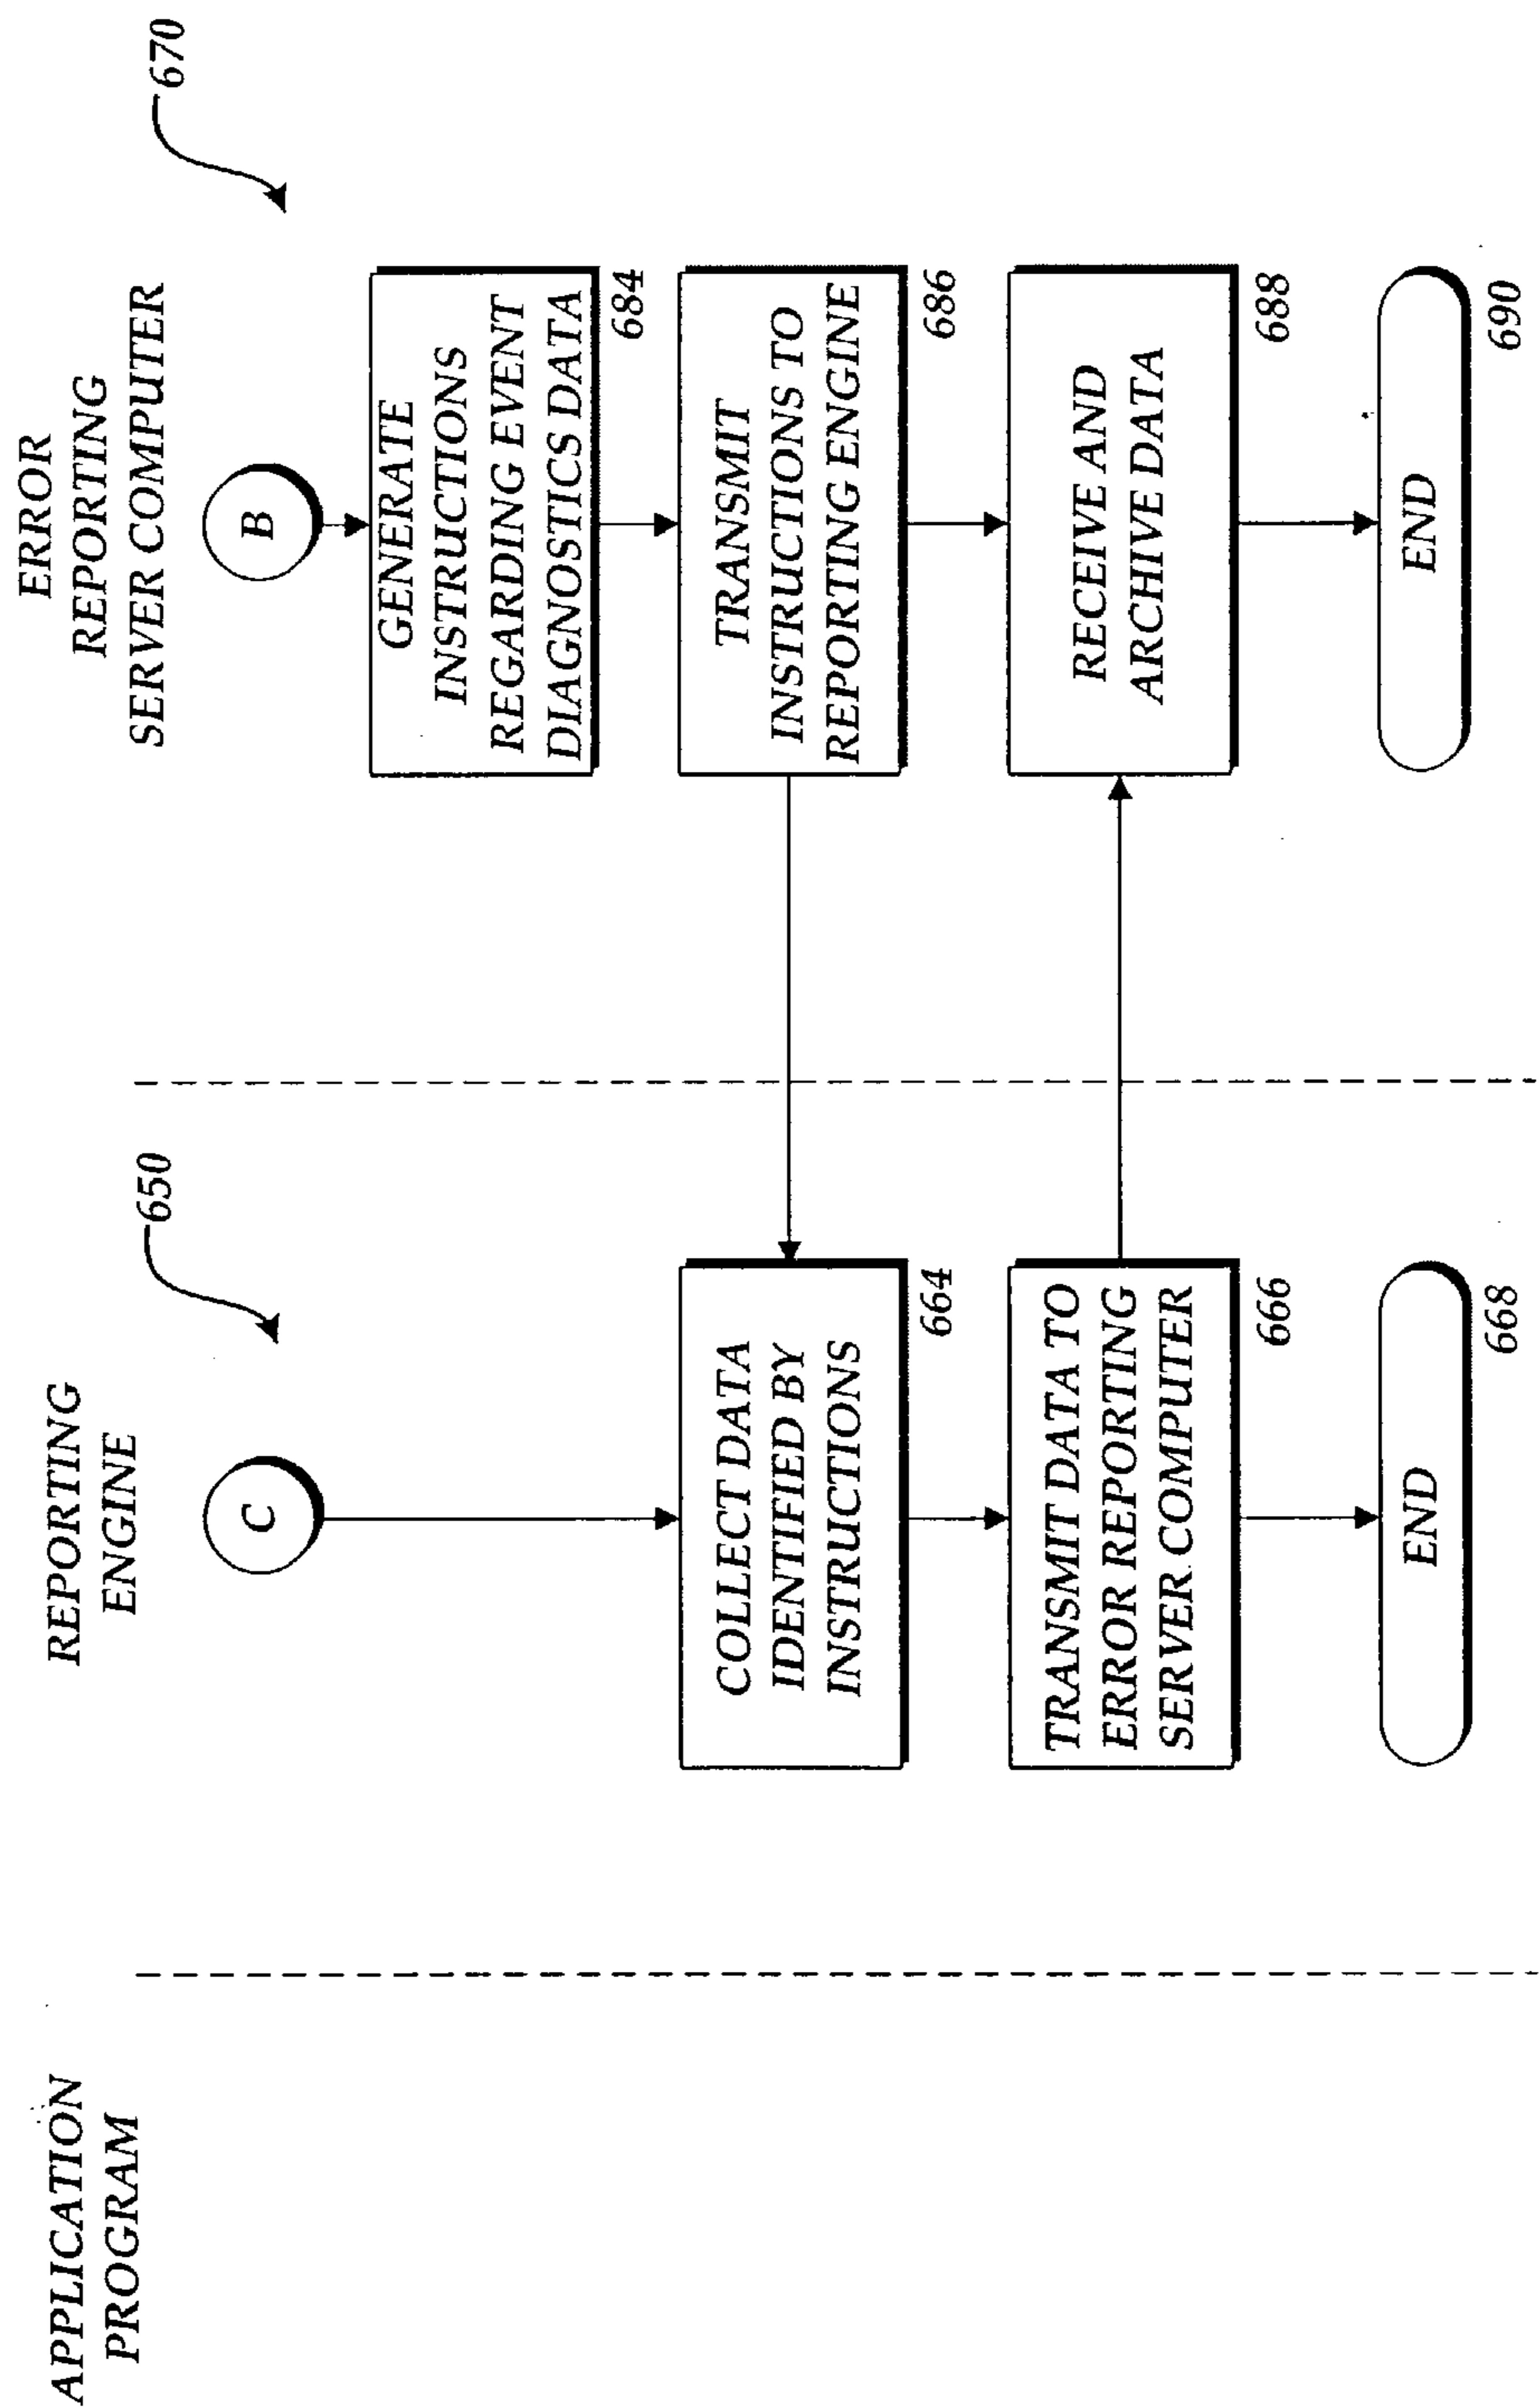 APPLICATION
PROGRAM
REPORTING
ENGINE
650
C
COLLECT DATA
IDENTIFIED BY
INSTRUCTIONS
664
TRANSMIT DATA TO
ERROR REPORTING
SERVER COMPUTER
666
END
668
ERROR
REPORTING
SERVER COMPUTER
670
B
GENERATE
INSTRUCTIONS
REGARDING EVENT
DIAGNOSTICS DATA
684
TRANSMIT
INSTRUCTIONS TO
REPORTING ENGINE
686
RECEIVE AND
ARCHIVE DATA
688
END
690